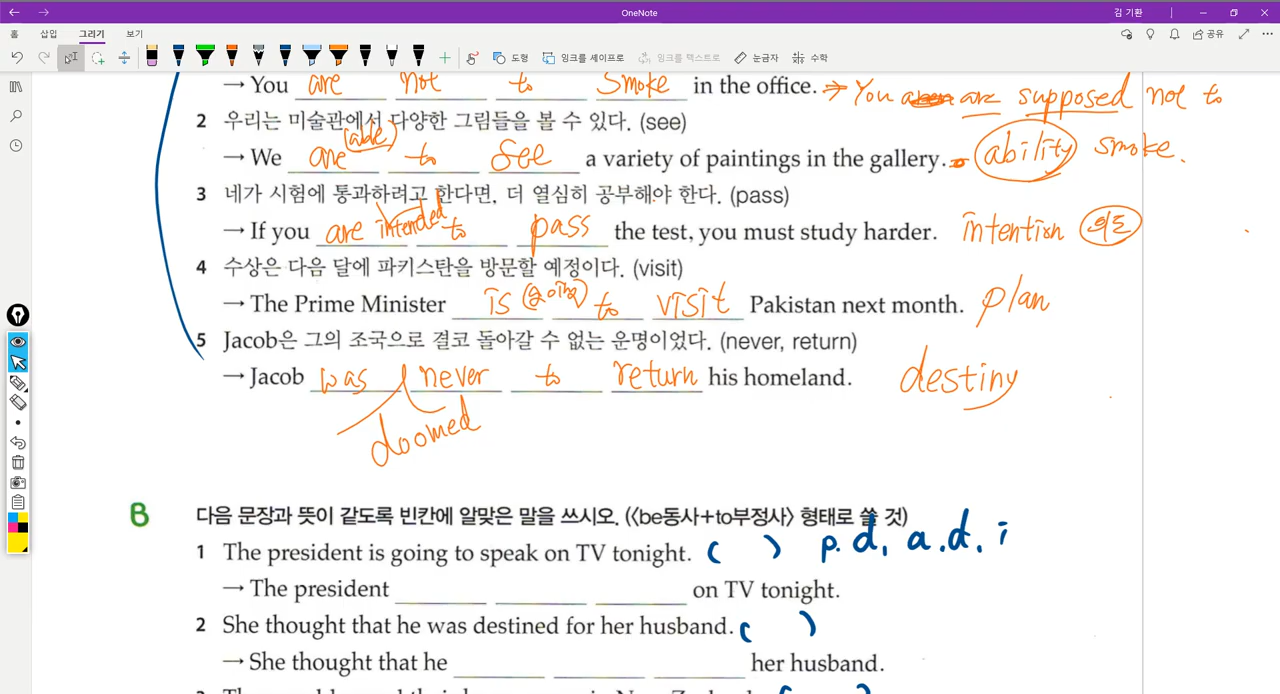 OneNote
김 기환
홈 삽입 그리기 보기
공유
도형 잉크를 셰이프로 잉크를 텍스트로 눈금자 수학
→ You are not to smoke in the office. → You are supposed not to
2 우리는 미술관에서 다양한 그림들을 볼 수 있다. (see)
(able)
→ We are to see a variety of paintings in the gallery. ability smoke.
3 네가 시험에 통과하려고 한다면, 더 열심히 공부해야 한다. (pass)
→ If you are intended to pass the test, you must study harder. intention 의도
4 수상은 다음 달에 파키스탄을 방문할 예정이다. (visit)
→ The Prime Minister is (going) to visit Pakistan next month. plan
5 Jacob은 그의 조국으로 결코 돌아갈 수 없는 운명이었다. (never, return)
→ Jacob was never to return his homeland. destiny
doomed
B 다음 문장과 뜻이 같도록 빈칸에 알맞은 말을 쓰시오. (<be동사+to부정사> 형태로 쓸 것)
1 The president is going to speak on TV tonight. ( ) p. d, a. d. i
→ The president ______ ______ ______ on TV tonight.
2 She thought that he was destined for her husband. ( )
→ She thought that he ______ ______ ______ her husband.